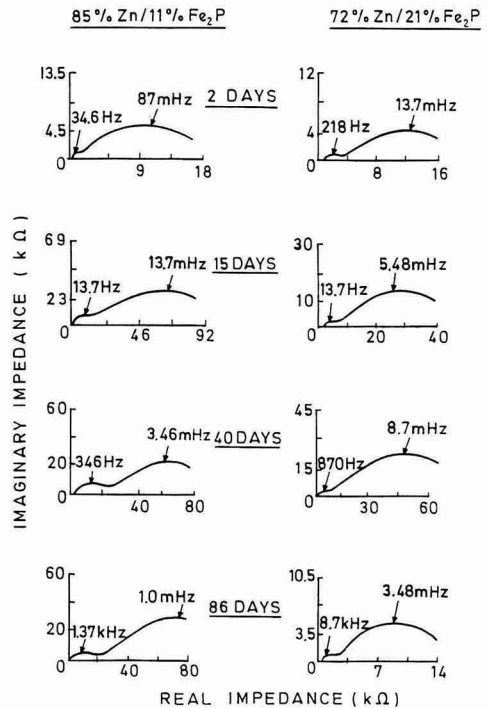 85% Zn/11% Fe₂P
72% Zn/21% Fe₂P
13.5
4.5
0
9
18
34.6 Hz
87mHz
2 DAYS
12
4
0
8
16
218 Hz
13.7mHz
69
23
0
46
92
13.7Hz
13.7mHz
15 DAYS
30
10
0
20
40
13.7Hz
5.48mHz
60
20
0
40
80
346Hz
3.46mHz
40 DAYS
45
15
0
30
60
870Hz
8.7mHz
60
20
0
40
80
1.37kHz
1.0 mHz
86 DAYS
10.5
3.5
0
7
14
8.7kHz
3.48mHz
IMAGINARY IMPEDANCE (kΩ)
REAL IMPEDANCE (kΩ)